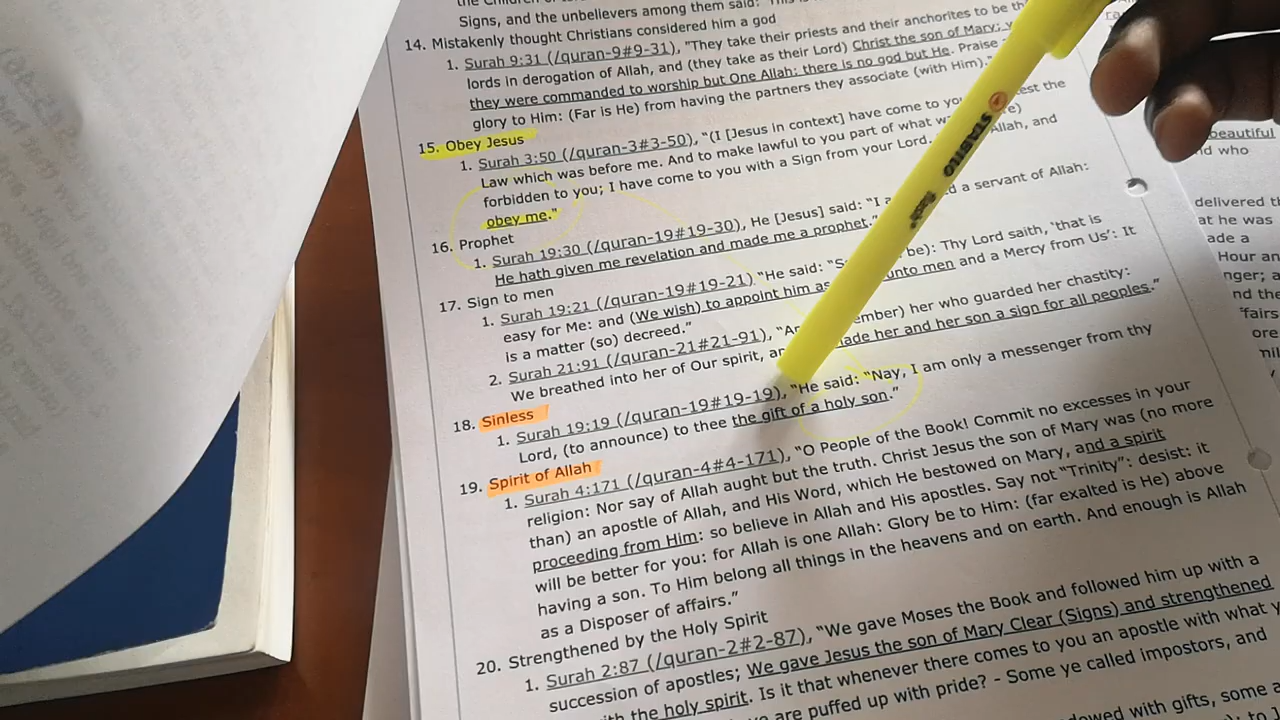 Signs, and the unbelievers among them said:
14. Mistakenly thought Christians considered him a god
1. Surah 9:31 (/quran-9#9-31), "They take their priests and their anchorites to be
lords in derogation of Allah, and (they take as their Lord) Christ the son of Mary;
they were commanded to worship but One Allah: there is no god but He. Praise
glory to Him: (Far is He) from having the partners they associate (with Him)."
15. Obey Jesus
1. Surah 3:50 (/quran-3#3-50), "(I [Jesus in context] have come to the
Law which was before me. And to make lawful to you part of what
forbidden to you; I have come to you with a Sign from your Lord. Allah, and
obey me."
16. Prophet
1. Surah 19:30 (/quran-19#19-30), He [Jesus] said: "I a servant of Allah:
He hath given me revelation and made me a prophet."
17. Sign to men
1. Surah 19:21 (/quran-19#19-21) "He said: be): Thy Lord saith, 'that is
easy for Me: and (We wish) to appoint him as unto men and a Mercy from Us': It
is a matter (so) decreed."
2. Surah 21:91 (/quran-21#21-91), her who guarded her chastity:
We breathed into her of Our spirit, her and her son a sign for all peoples."
18. Sinless
1. Surah 19:19 (/quran-19#19-19), "He said: "Nay, I am only a messenger from thy
Lord, (to announce) to thee the gift of a holy son."
19. Spirit of Allah
1. Surah 4:171 (/quran-4#4-171), "O People of the Book! Commit no excesses in your
religion: Nor say of Allah aught but the truth. Christ Jesus the son of Mary was (no more
than) an apostle of Allah, and His Word, which He bestowed on Mary, and a spirit
proceeding from Him: so believe in Allah and His apostles. Say not "Trinity": desist: it
will be better for you: for Allah is one Allah: Glory be to Him: (far exalted is He) above
having a son. To Him belong all things in the heavens and on earth. And enough is Allah
as a Disposer of affairs."
20. Strengthened by the Holy Spirit
1. Surah 2:87 (/quran-2#2-87), "We gave Moses the Book and followed him up with a
succession of apostles; We gave Jesus the son of Mary Clear (Signs) and strengthened
the holy spirit. Is it that whenever there comes to you an apostle with what
are puffed up with pride? - Some ye called impostors, and
with gifts, some
STABILO
beautiful
who
delivered
at he was
ade a
Hour
and